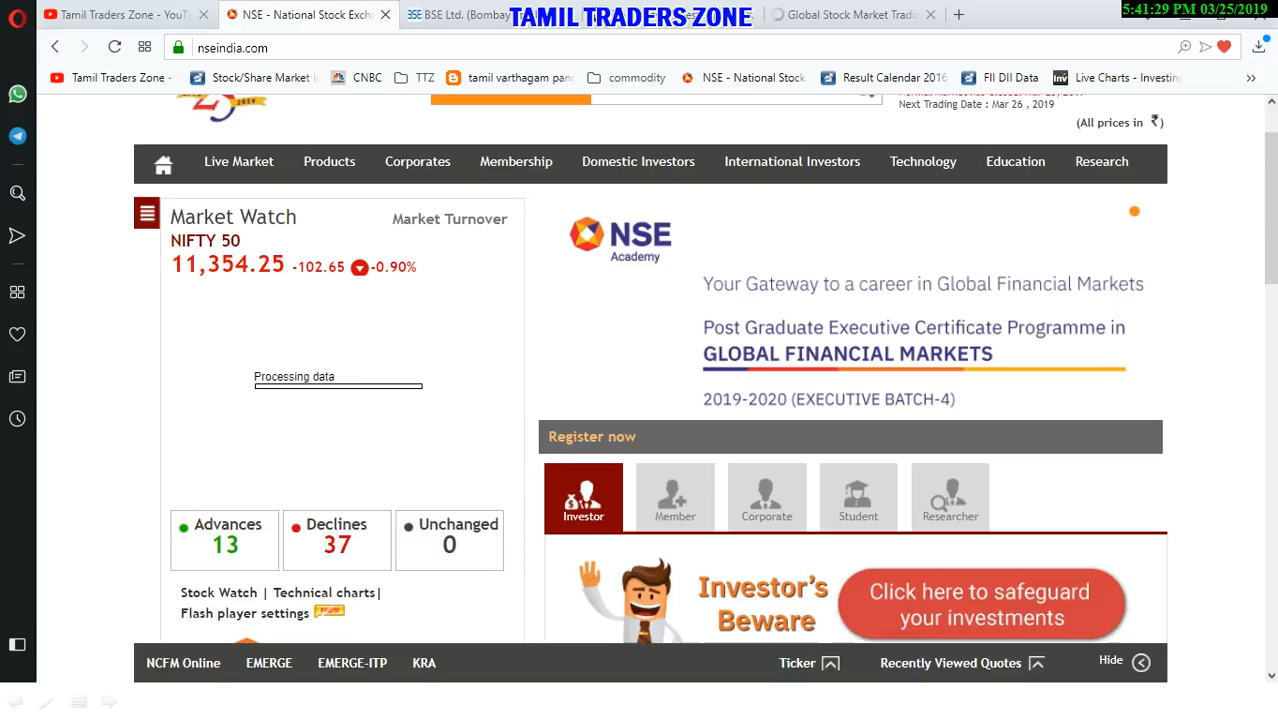 5:41:29 PM 03/25/2019
TAMIL TRADERS ZONE
Tamil Traders Zone - YouT
NSE - National Stock Excha
BSE BSE Ltd. (Bombay
Global Stock Market Tradi
nseindia.com
Tamil Traders Zone -
Stock/Share Market I
CNBC
TTZ
tamil varthagam pan
commodity
NSE - National Stock
Result Calendar 2016
FII DII Data
Inv
Live Charts - Investin
2019
Next Trading Date : Mar 26 , 2019
(All prices in ₹)
Live Market
Products
Corporates
Membership
Domestic Investors
International Investors
Technology
Education
Research
Market Watch
Market Turnover
NIFTY 50
11,354.25 -102.65 -0.90%
Processing data
Advances
13
Declines
37
Unchanged
0
Stock Watch | Technical charts|
Flash player settings
NSE
Academy
Your Gateway to a career in Global Financial Markets
Post Graduate Executive Certificate Programme in
GLOBAL FINANCIAL MARKETS
2019-2020 (EXECUTIVE BATCH-4)
Register now
Investor
Member
Corporate
Student
Researcher
Investor's
Beware
Click here to safeguard
your investments
NCFM Online
EMERGE
EMERGE-ITP
KRA
Ticker
Recently Viewed Quotes
Hide